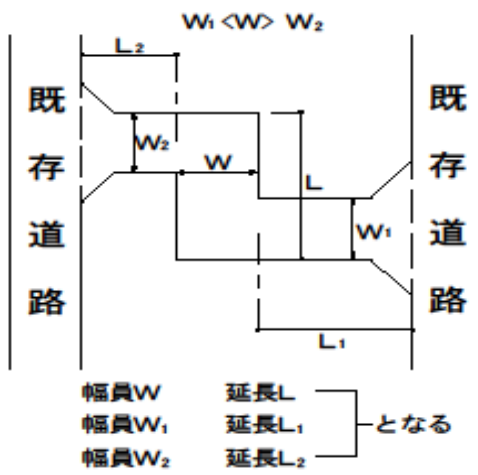 W₁<W>W₂
L₂
既存道路
既存道路
W₂
W
L
W₁
L₁
幅員W 延長L
幅員W₁ 延長L₁ となる
幅員W₂ 延長L₂